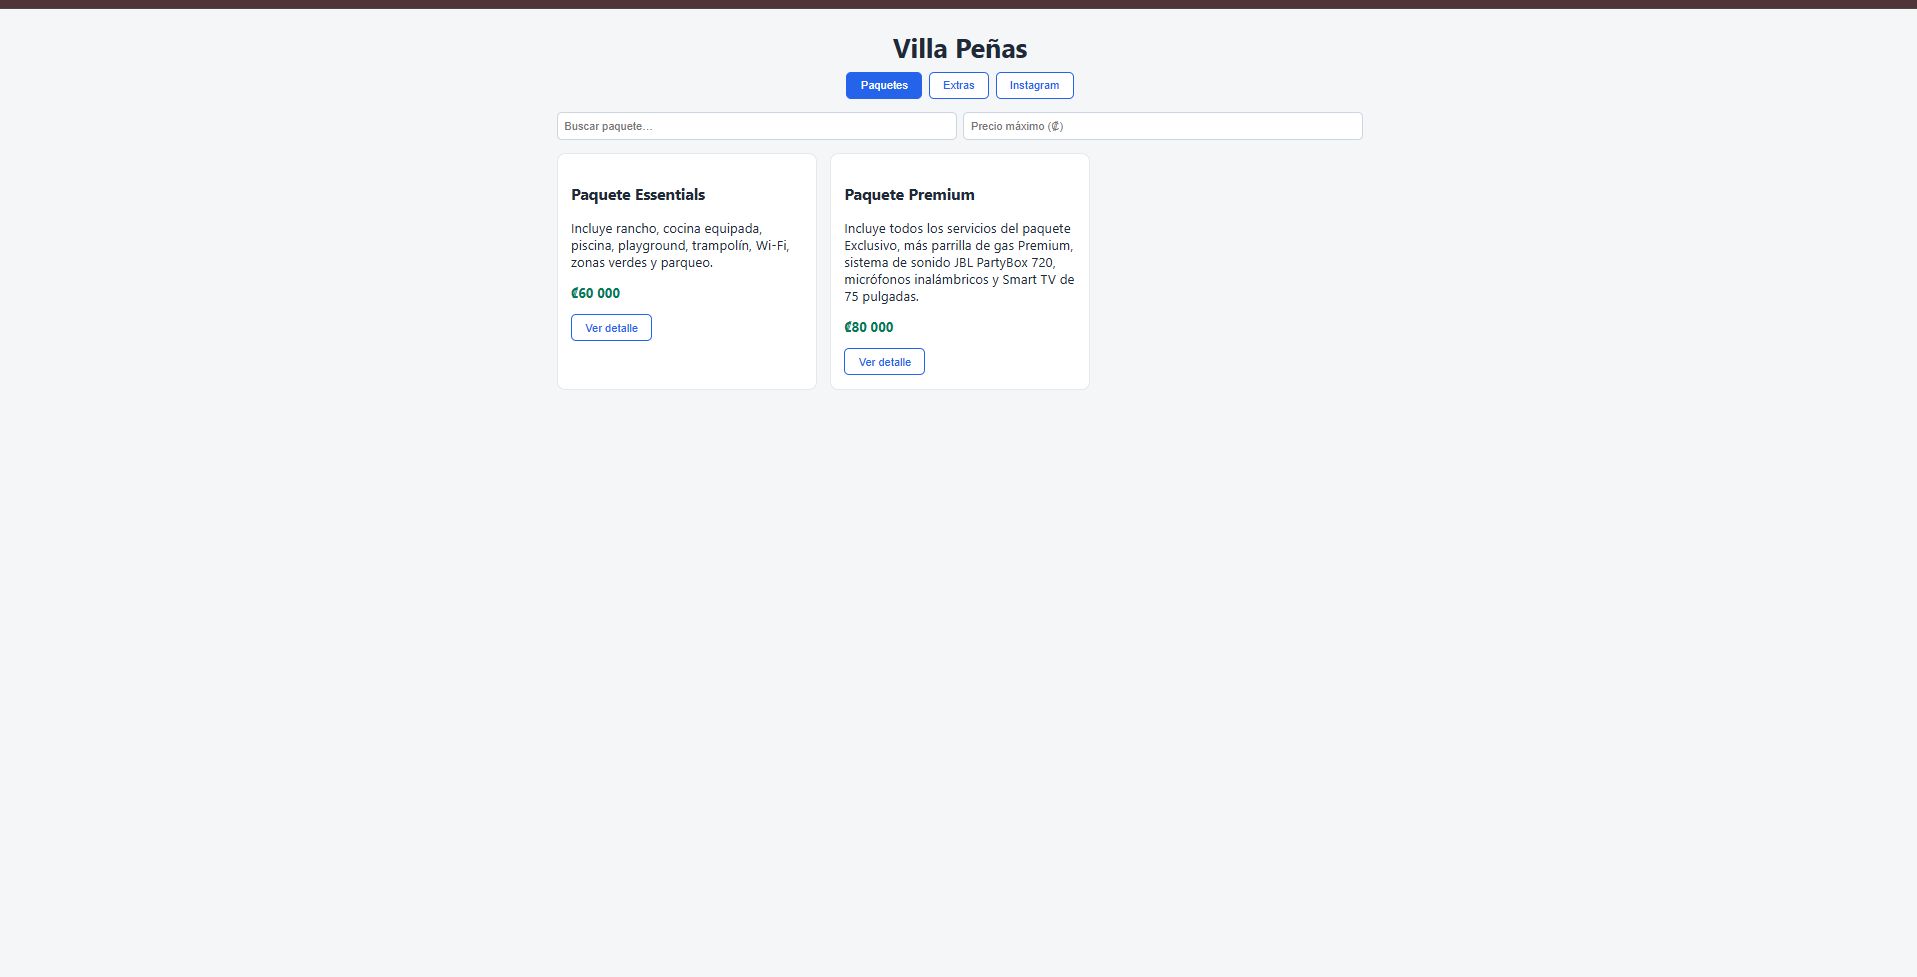 Villa Peñas
Paquetes
Extras
Instagram
Buscar paquete...
Precio máximo (₡)
Paquete Essentials
Incluye rancho, cocina equipada,
piscina, playground, trampolín, Wi-Fi,
zonas verdes y parqueo.
₡60 000
Ver detalle
Paquete Premium
Incluye todos los servicios del paquete
Exclusivo, más parrilla de gas Premium,
sistema de sonido JBL PartyBox 720,
micrófonos inalámbricos y Smart TV de
75 pulgadas.
₡80 000
Ver detalle